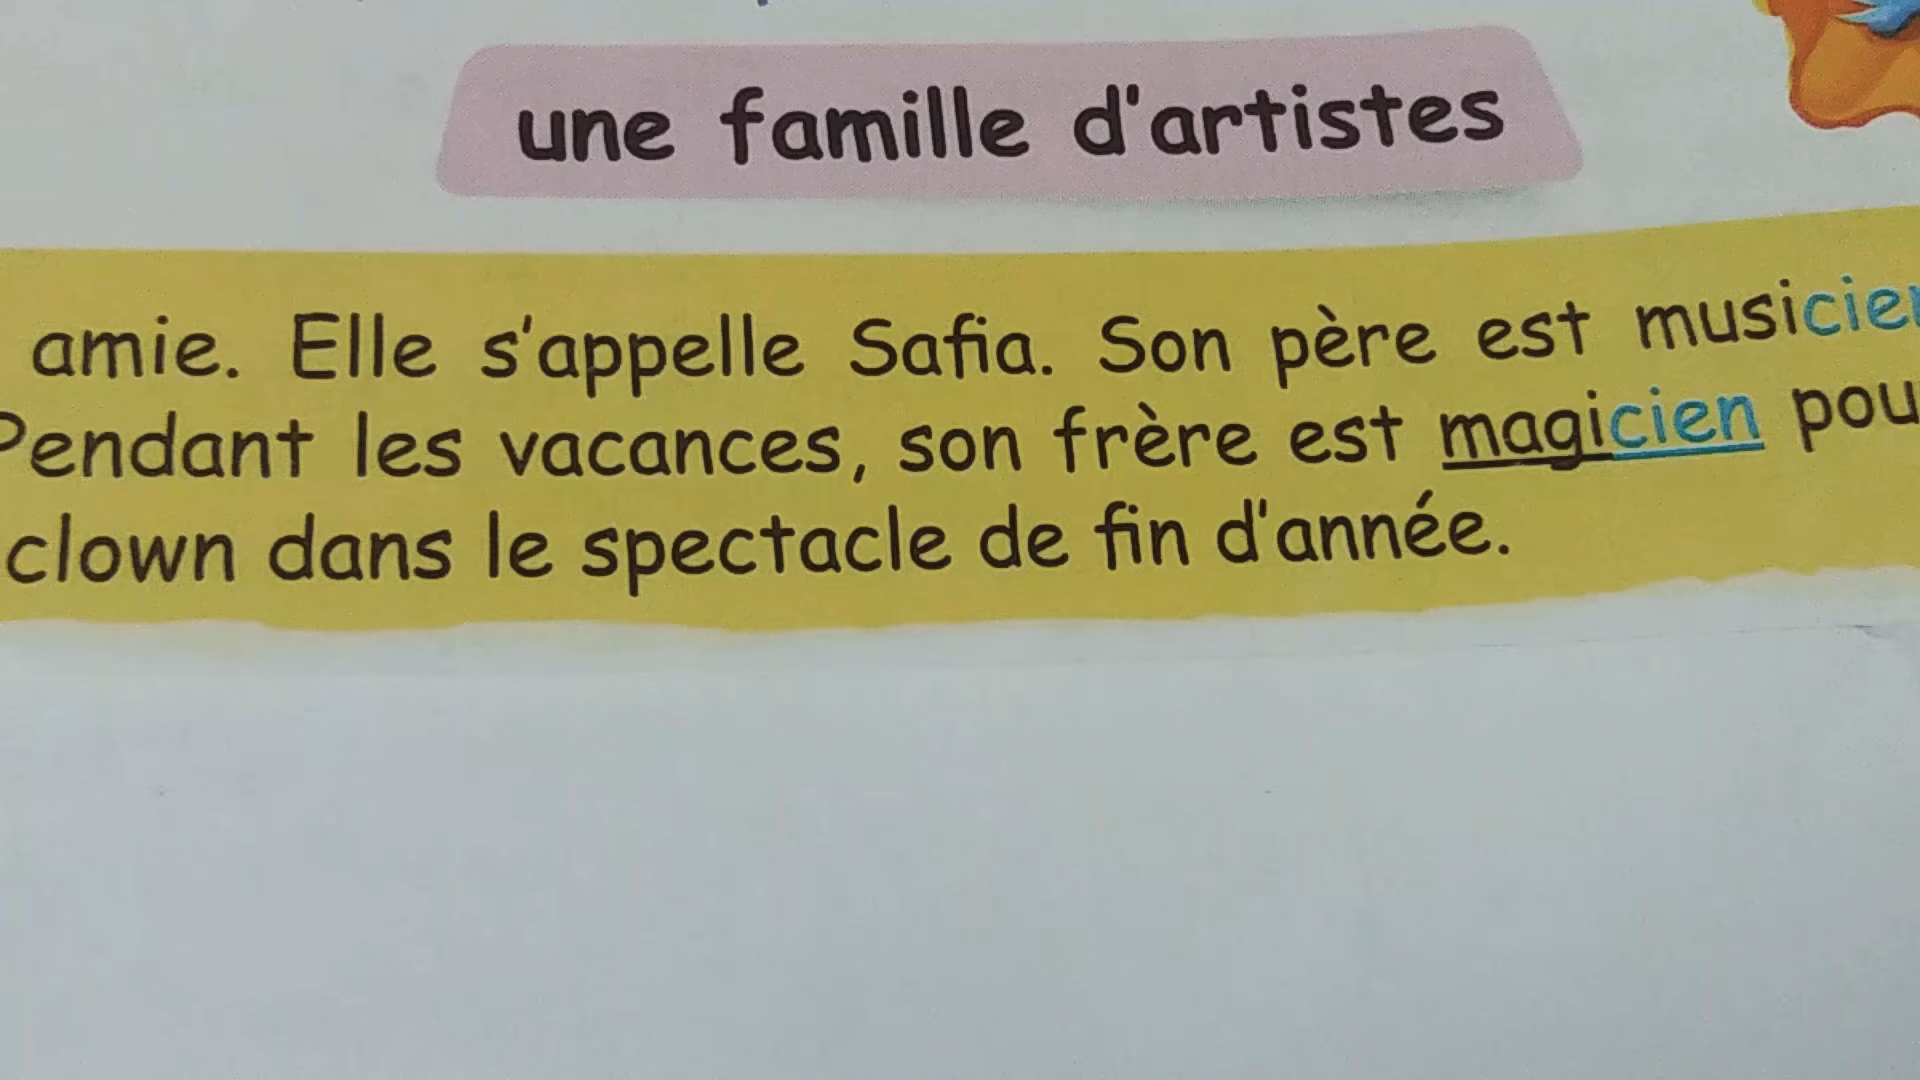 une famille d'artistes
amie. Elle s'appelle Safia. Son père est musicien
Pendant les vacances, son frère est magicien pou
clown dans le spectacle de fin d'année.